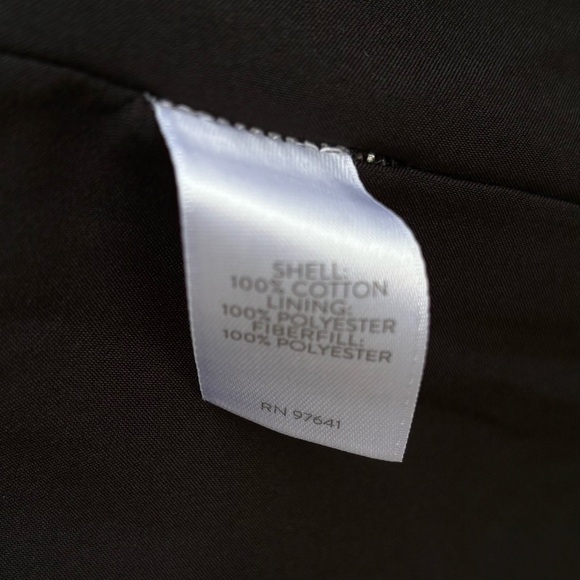 SHELL:
100% COTTON
LINING:
100% POLYESTER
FIBERFILL:
100% POLYESTER
RN 97641